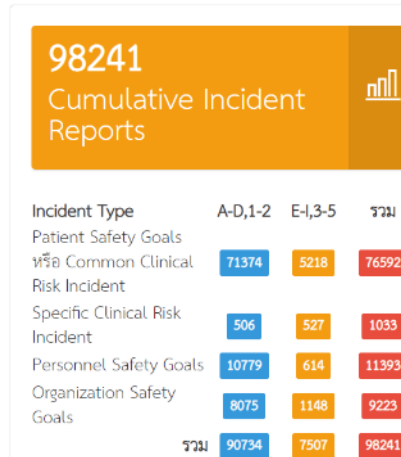 98241
Cumulative Incident
Reports
Incident Type A-D,1-2 E-I,3-5 รวม
Patient Safety Goals
หรือ Common Clinical
Risk Incident
71374 5218 76592
Specific Clinical Risk
Incident
506 527 1033
Personnel Safety Goals 10779 614 11393
Organization Safety
Goals
8075 1148 9223
รวม 90734 7507 98241